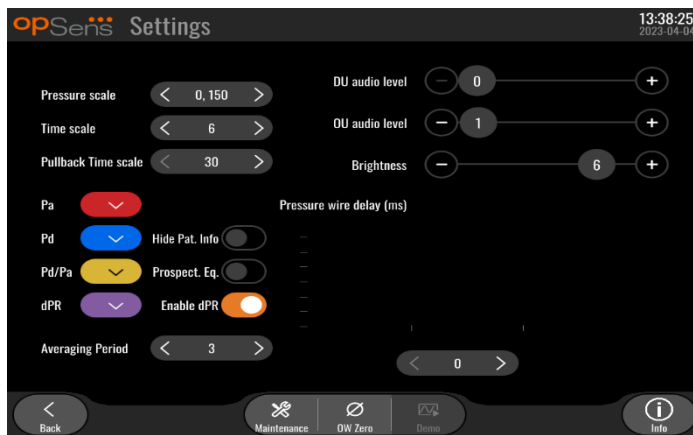 opSens Settings
13:38:25
2023-04-04
Pressure scale 0, 150
Time scale 6
Pullback Time scale 30
DU audio level 0
OU audio level 1
Brightness 6
Pa
Pd
Pd/Pa
dPR
Hide Pat. Info
Prospect. Eq.
Enable dPR
Pressure wire delay (ms)
Averaging Period 3
0
Back
Maintenance
OW Zero
Demo
Info